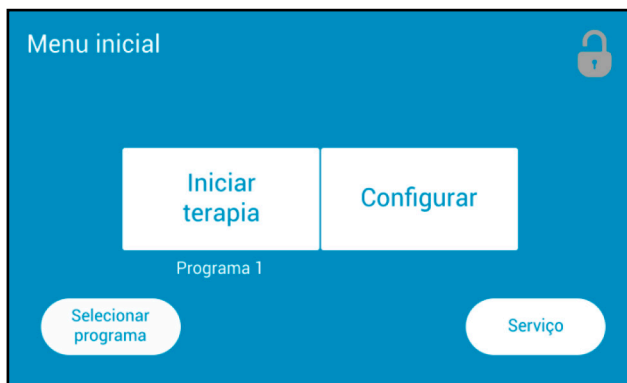 Menu inicial
Iniciar
terapia
Configurar
Programa 1
Selecionar
programa
Serviço